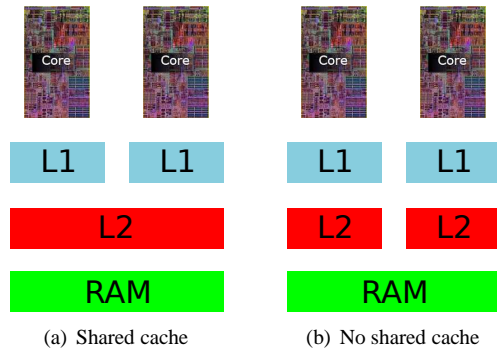 Core Core Core Core
L1 L1 L1 L1
L2 L2 L2
RAM RAM
(a) Shared cache (b) No shared cache